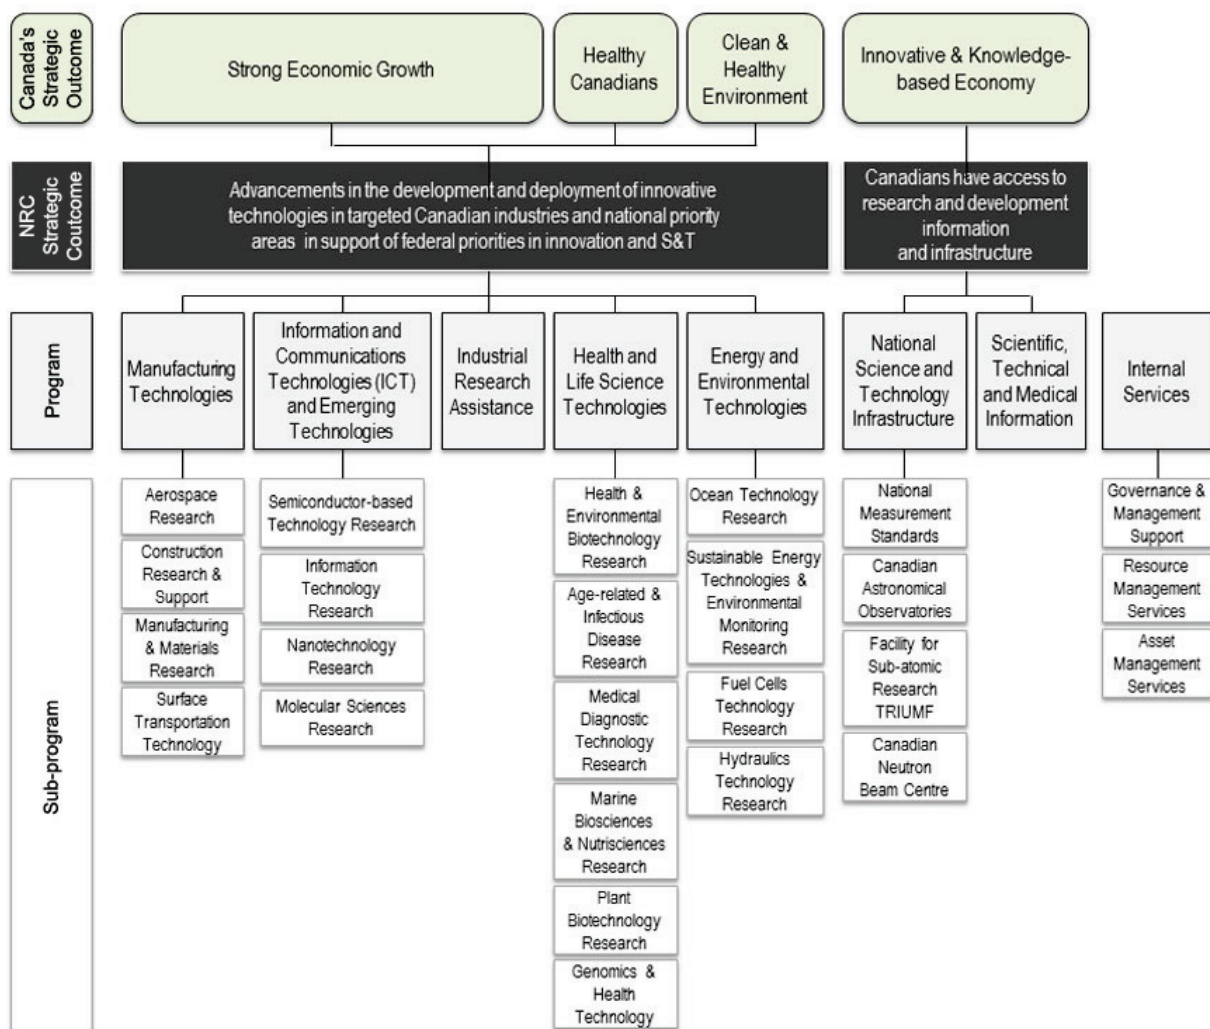 Canada's
Strategic
Outcome
Strong Economic Growth
Healthy
Canadians
Clean &
Healthy
Environment
Innovative & Knowledge-
based Economy
NRC
Strategic
Coutcome
Advancements in the development and deployment of innovative
technologies in targeted Canadian industries and national priority
areas in support of federal priorities in innovation and S&T
Canadians have access to
research and development
information
and infrastructure
Program
Manufacturing
Technologies
Information and
Communications
Technologies (ICT)
and Emerging
Technologies
Industrial
Research
Assistance
Health and
Life Science
Technologies
Energy and
Environmental
Technologies
National
Science and
Technology
Infrastructure
Scientific,
Technical
and Medical
Information
Internal
Services
Sub-program
Aerospace
Research
Construction
Research &
Support
Manufacturing
& Materials
Research
Surface
Transportation
Technology
Semiconductor-based
Technology Research
Information
Technology
Research
Nanotechnology
Research
Molecular Sciences
Research
Health &
Environmental
Biotechnology
Research
Age-related &
Infectious
Disease
Research
Medical
Diagnostic
Technology
Research
Marine
Biosciences
& Nutrisciences
Research
Plant
Biotechnology
Research
Genomics &
Health
Technology
Ocean Technology
Research
Sustainable Energy
Technologies &
Environmental
Monitoring
Research
Fuel Cells
Technology
Research
Hydraulics
Technology
Research
National
Measurement
Standards
Canadian
Astronomical
Observatories
Facility for
Sub-atomic
Research
TRIUMF
Canadian
Neutron
Beam Centre
Governance &
Management
Support
Resource
Management
Services
Asset
Management
Services